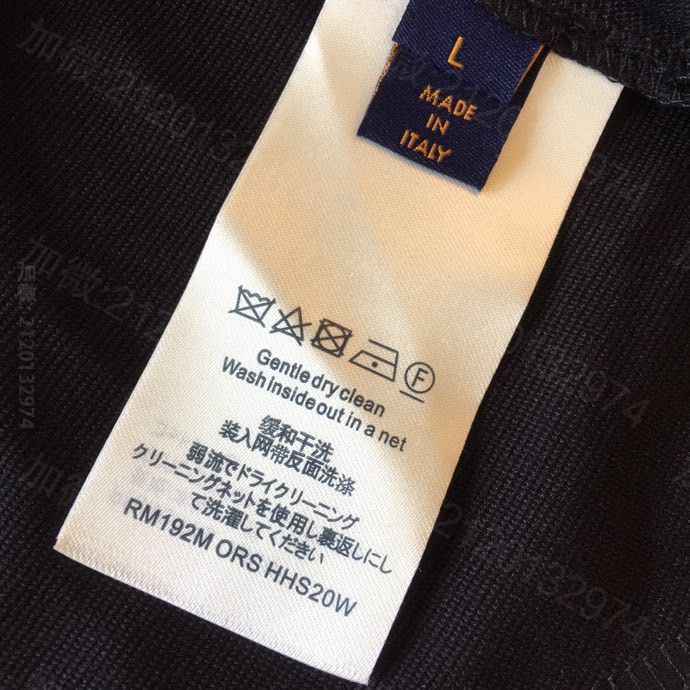 L
MADE
IN
ITALY
F
Gentle dry clean
Wash inside out in a net
缓和干洗
装入网带反面洗涤
弱流でドライクリーニング
クリーニングネットを使用し裏返しにし
て洗濯してください
RM192M ORS HHS20W
加微:2120132974